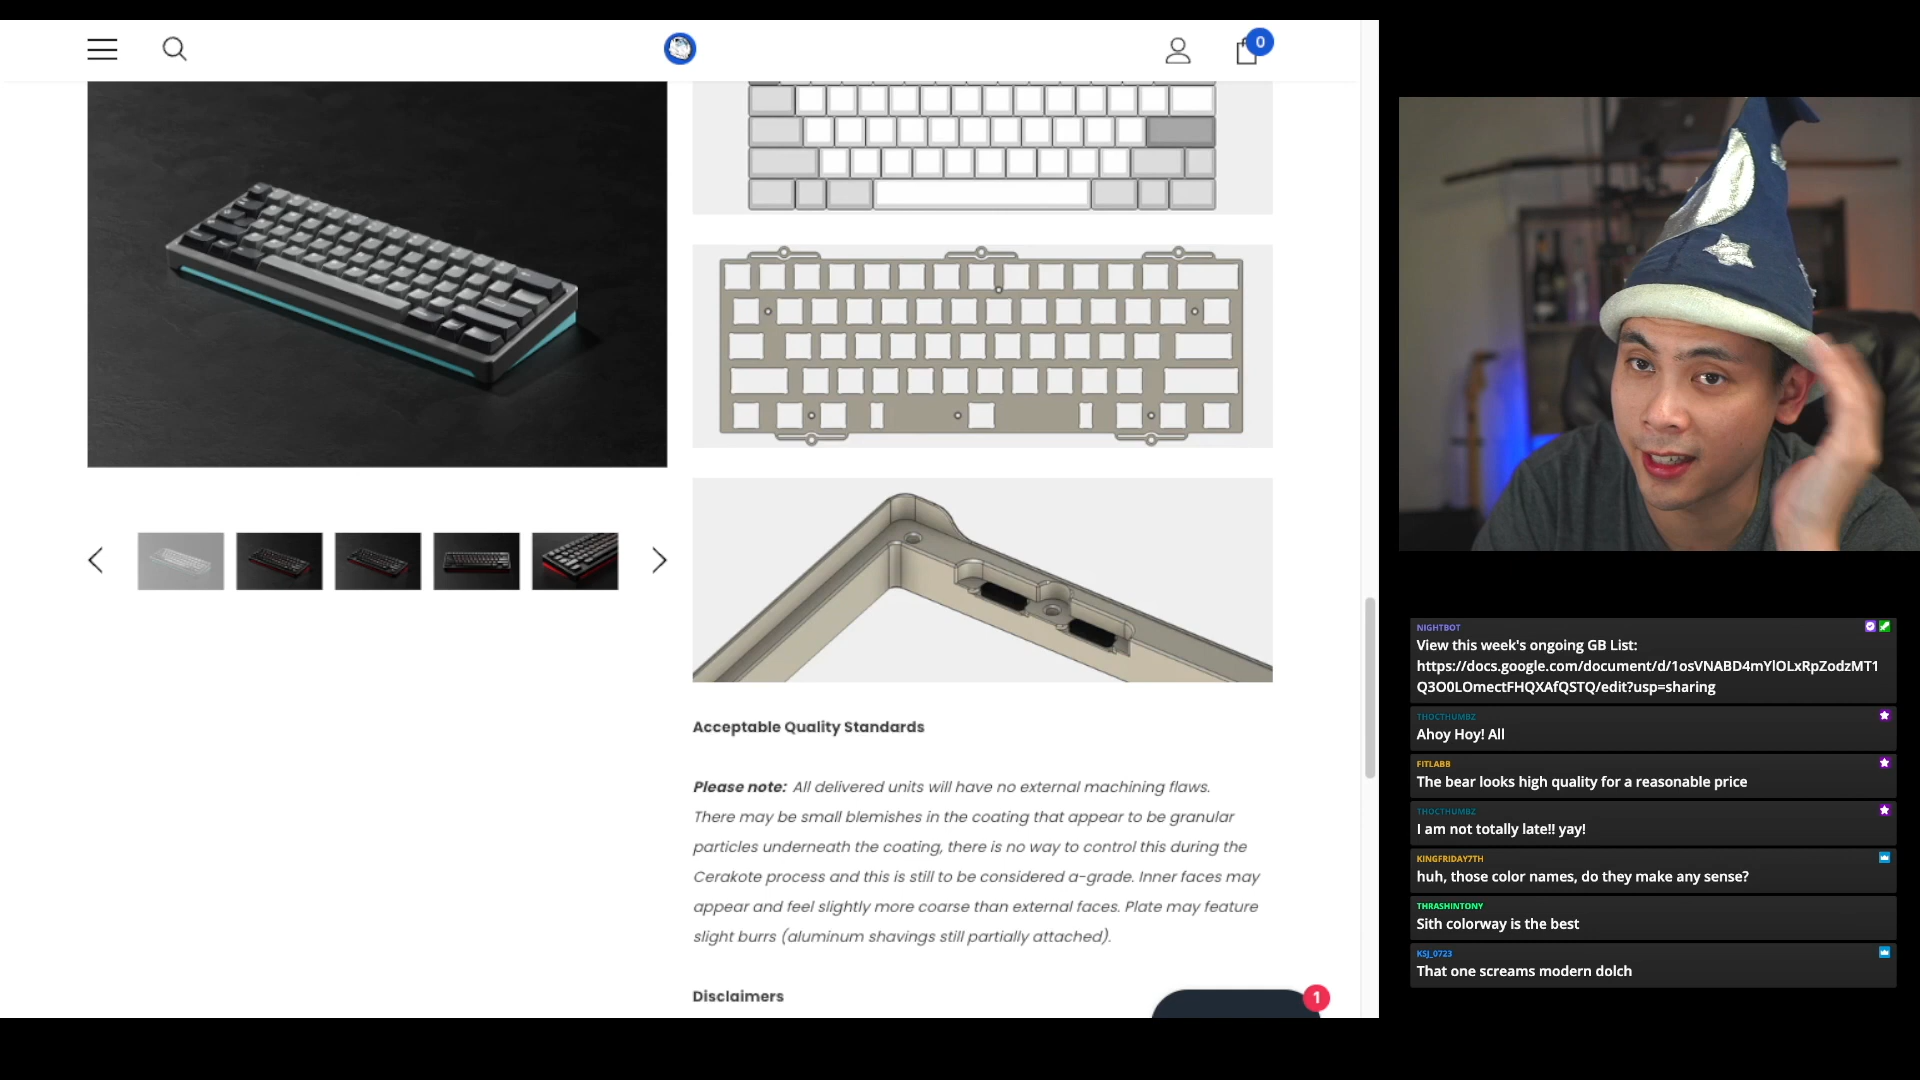 0
Acceptable Quality Standards
Please note: All delivered units will have no external machining flaws.
There may be small blemishes in the coating that appear to be granular
particles underneath the coating, there is no way to control this during the
Cerakote process and this is still to be considered a-grade. Inner faces may
appear and feel slightly more coarse than external faces. Plate may feature
slight burrs (aluminum shavings still partially attached).
Disclaimers
1
NIGHTBOT
View this week's ongoing GB List:
https://docs.google.com/document/d/1osVNABD4mYlOLxRpZodzMT1
Q3O0LOmectFHQXAfQSTQ/edit?usp=sharing
THOCTHUMBZ
Ahoy Hoy! All
FITLABB
The bear looks high quality for a reasonable price
THOCTHUMBZ
I am not totally late!! yay!
KINGFRIDAY7TH
huh, those color names, do they make any sense?
THRASHINTONY
Sith colorway is the best
KSJ_0723
That one screams modern dolch